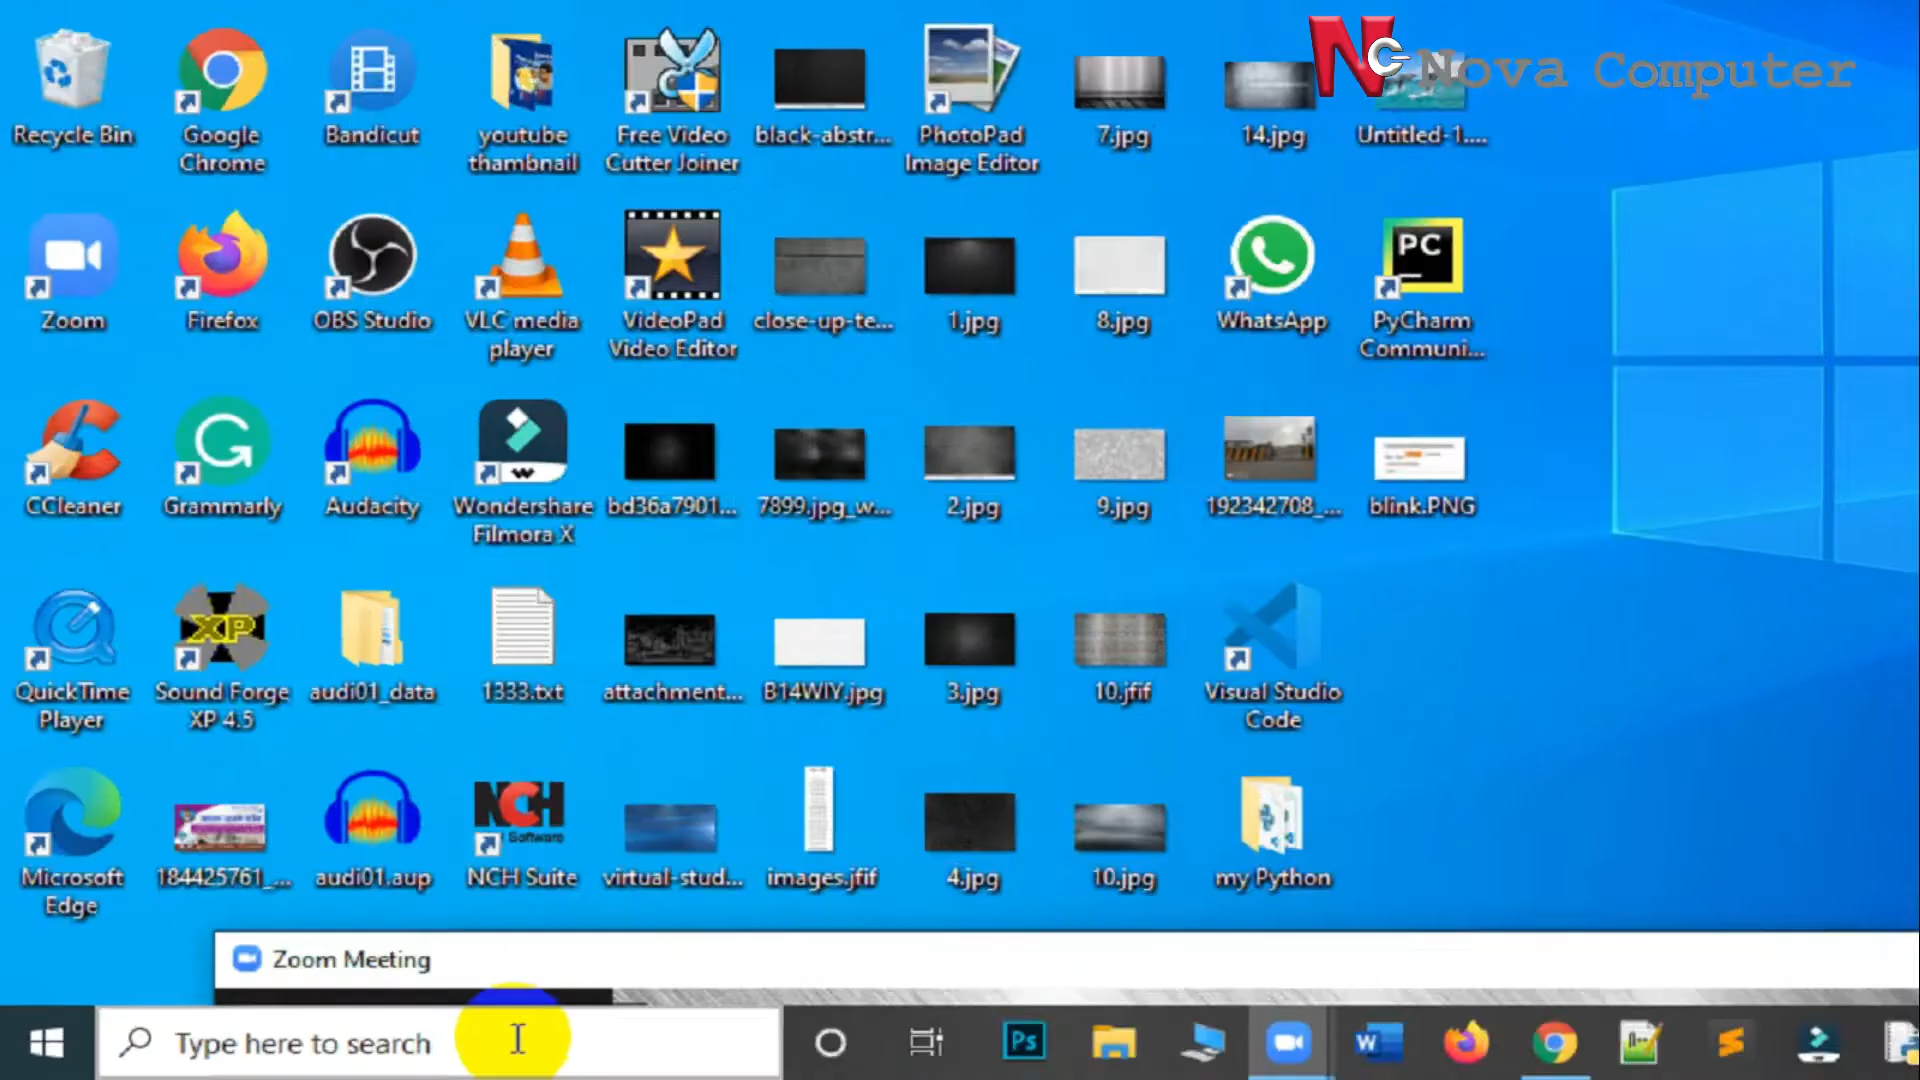 NC Nova Computer
Recycle Bin
Google
Chrome
Bandicut
youtube
thambnail
Free Video
Cutter Joiner
black-abstr...
PhotoPad
Image Editor
7.jpg
14.jpg
Untitled-1....
Zoom
Firefox
OBS Studio
VLC media
player
VideoPad
Video Editor
close-up-te...
1.jpg
8.jpg
WhatsApp
PC
PyCharm
Communi...
CCleaner
Grammarly
Audacity
Wondershare
Filmora X
bd36a7901...
7899.jpg_w...
2.jpg
9.jpg
192342708_...
blink.PNG
QuickTime
Player
XP
Sound Forge
XP 4.5
audi01_data
1333.txt
attachment...
B14WIY.jpg
3.jpg
10.jfif
Visual Studio
Code
Microsoft
Edge
184425761_...
audi01.aup
NCH
Software
NCH Suite
virtual-stud...
images.jfif
4.jpg
10.jpg
my Python
Zoom Meeting
Type here to search
Ps
W